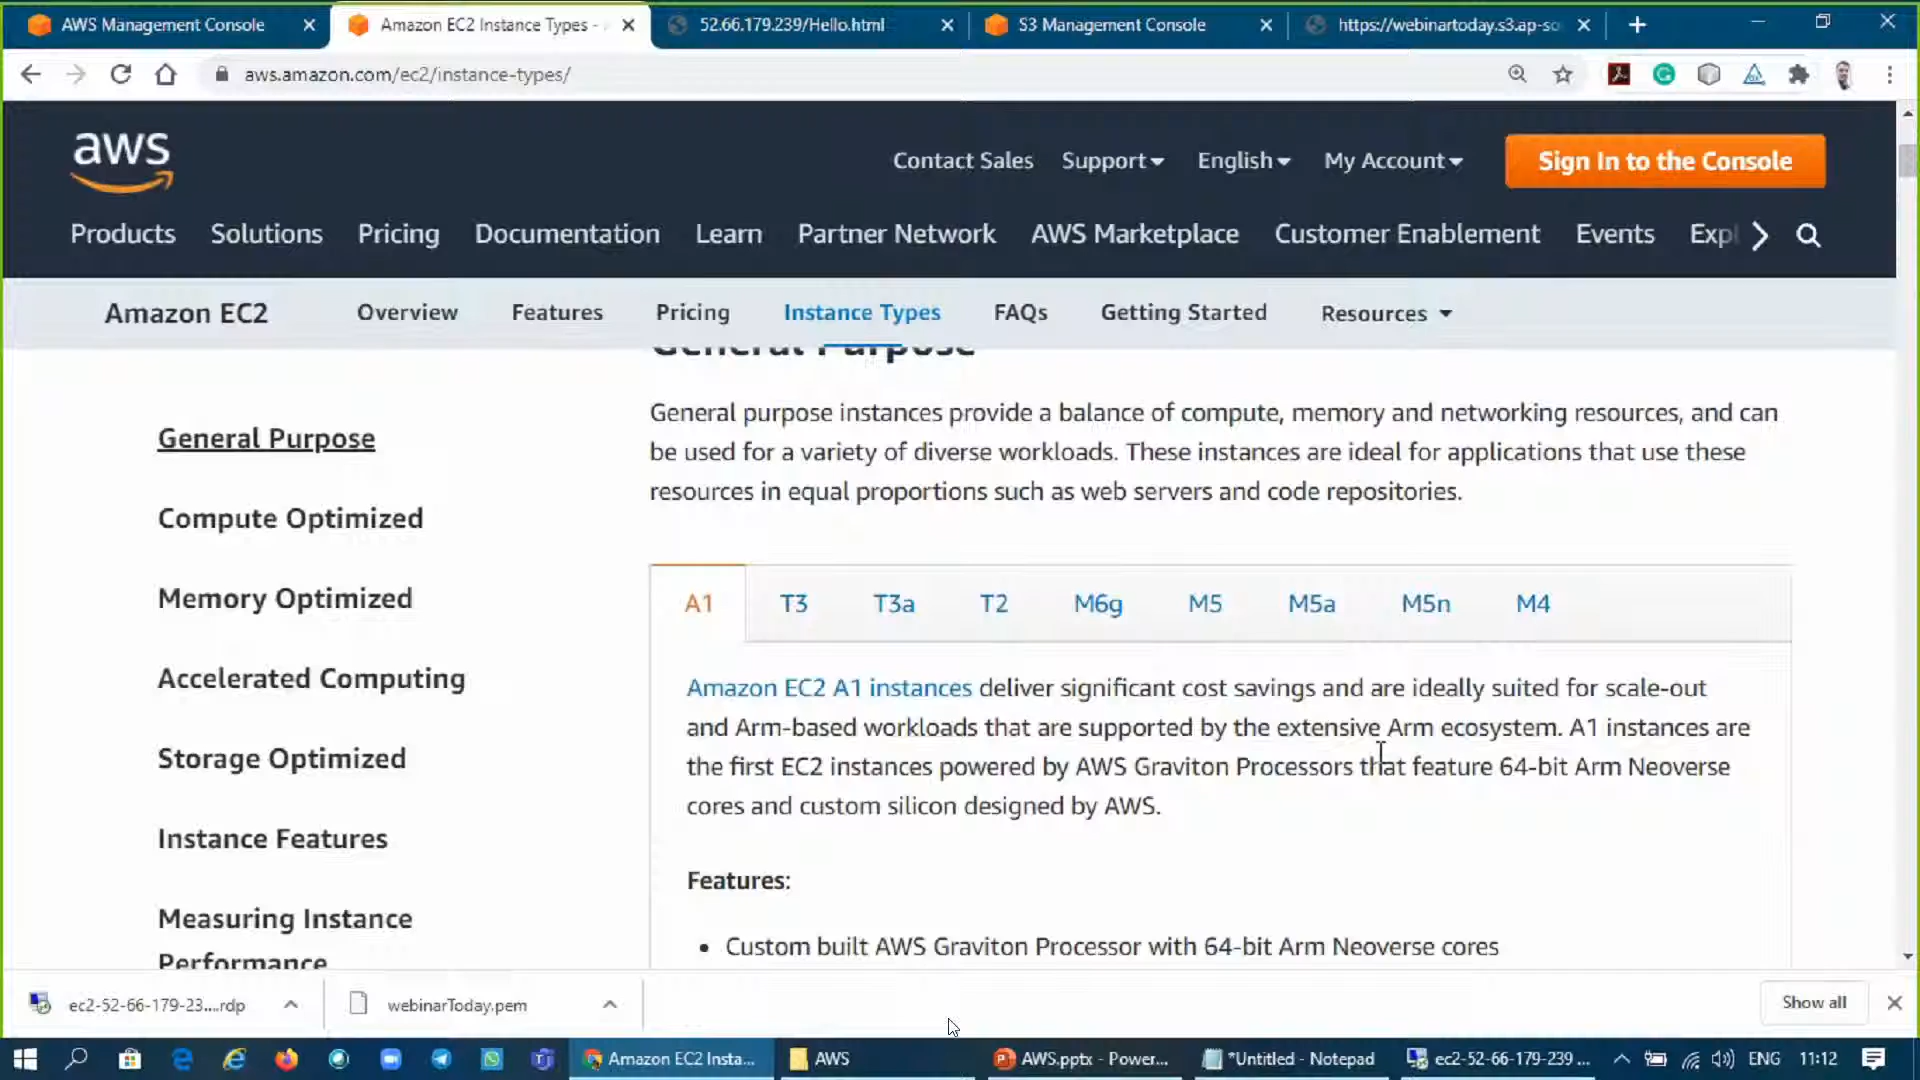 AWS Management Console
Amazon EC2 Instance Types -
52.66.179.239/Hello.html
S3 Management Console
https://webinartoday.s3.ap-so
aws.amazon.com/ec2/instance-types/
aws
Contact Sales
Support
English
My Account
Sign In to the Console
Products
Solutions
Pricing
Documentation
Learn
Partner Network
AWS Marketplace
Customer Enablement
Events
Expl
Amazon EC2
Overview
Features
Pricing
Instance Types
FAQs
Getting Started
Resources
General Purpose
General Purpose
Compute Optimized
Memory Optimized
Accelerated Computing
Storage Optimized
Instance Features
Measuring Instance
Performance
General purpose instances provide a balance of compute, memory and networking resources, and can
be used for a variety of diverse workloads. These instances are ideal for applications that use these
resources in equal proportions such as web servers and code repositories.
A1
T3
T3a
T2
M6g
M5
M5a
M5n
M4
Amazon EC2 A1 instances deliver significant cost savings and are ideally suited for scale-out
and Arm-based workloads that are supported by the extensive Arm ecosystem. A1 instances are
the first EC2 instances powered by AWS Graviton Processors that feature 64-bit Arm Neoverse
cores and custom silicon designed by AWS.
Features:
• Custom built AWS Graviton Processor with 64-bit Arm Neoverse cores
ec2-52-66-179-23....rdp
webinarToday.pem
Show all
Amazon EC2 Insta...
AWS
AWS.pptx - Power...
*Untitled - Notepad
ec2-52-66-179-239 ...
ENG
11:12